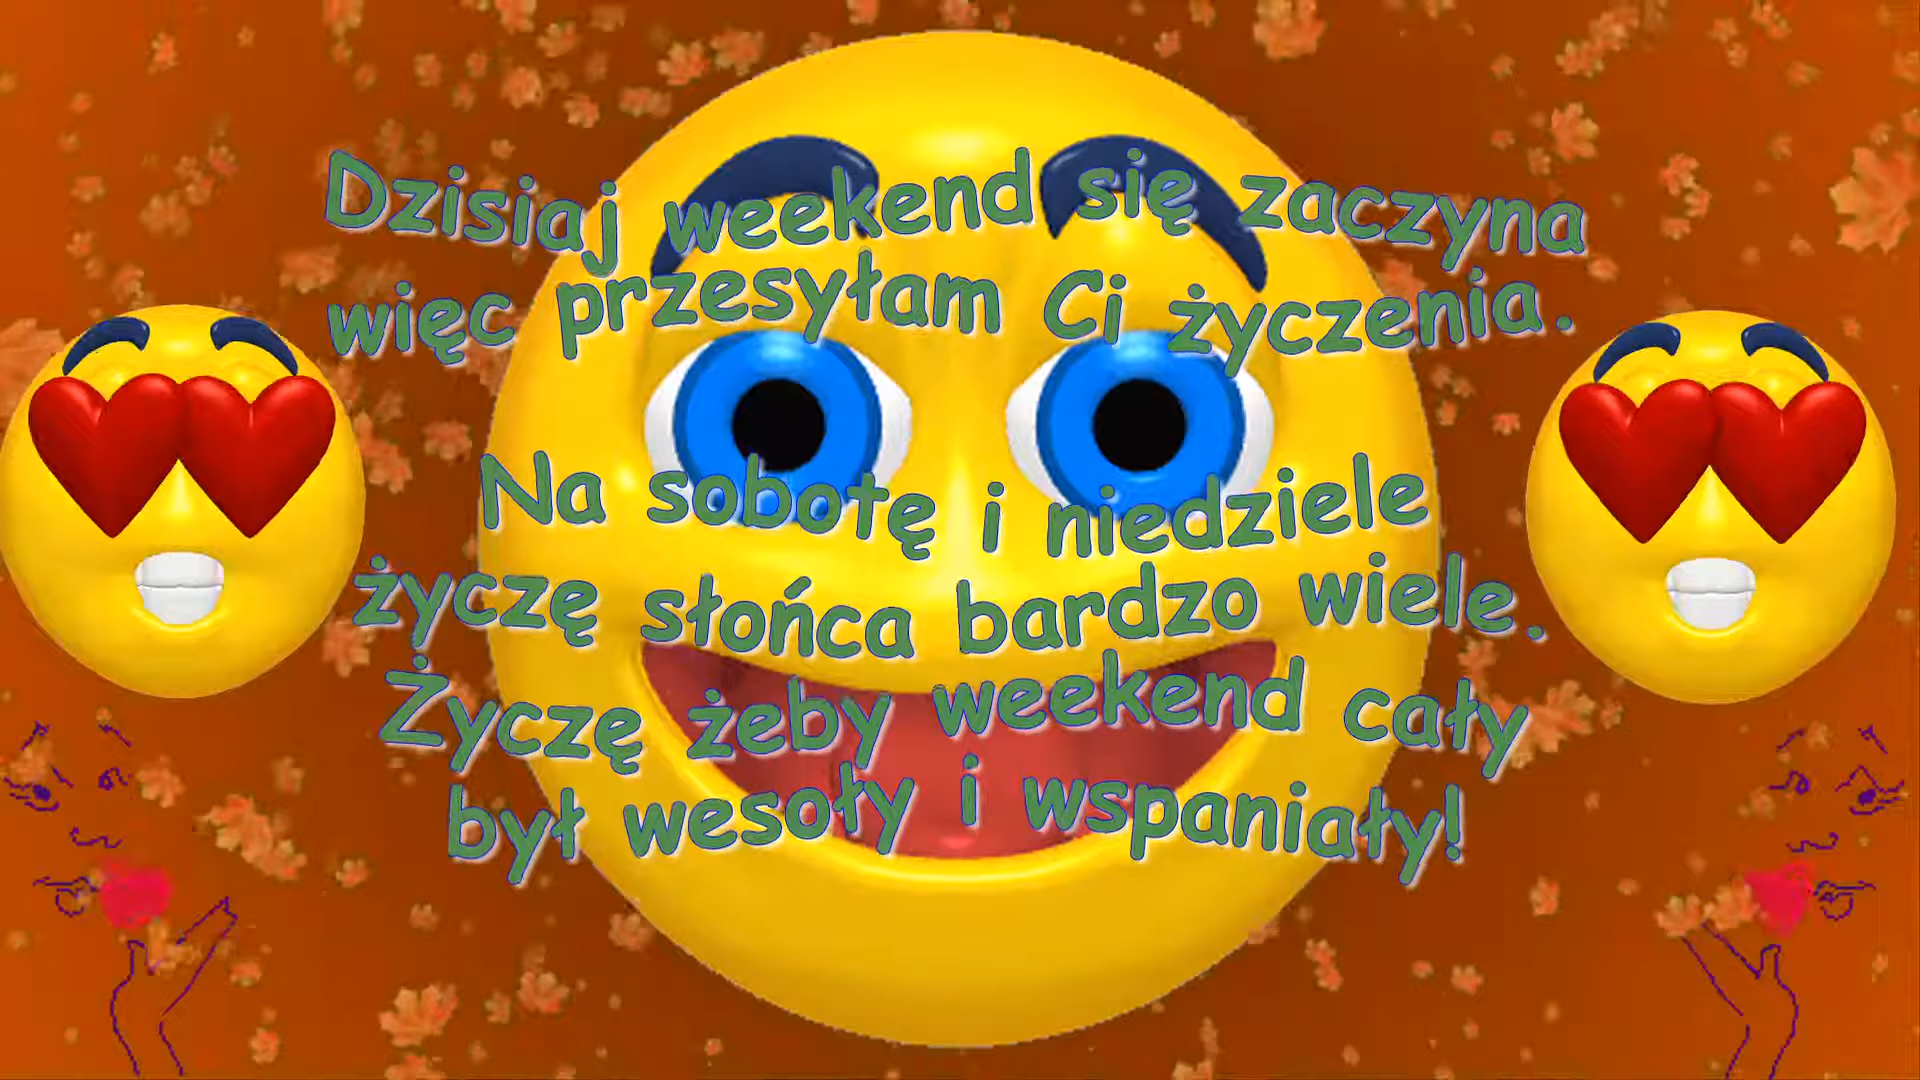 Dzisiaj weekend się zaczyna
więc przesyłam Ci życzenia.
Na sobotę i niedziele
życzę słońca bardzo wiele.
Życzę żeby weekend cały
był wesoły i wspaniały!